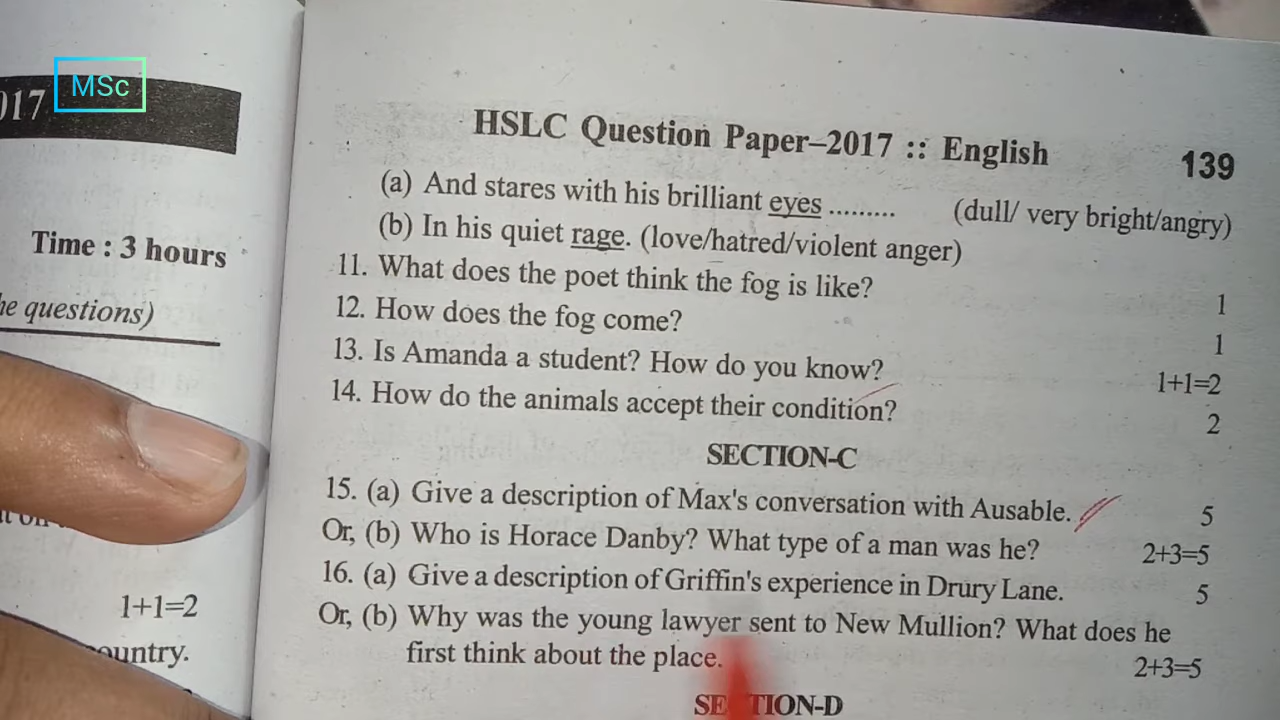 017
MSc
Time : 3 hours
he questions)
1+1=2
ountry.
HSLC Question Paper–2017 :: English 139
(a) And stares with his brilliant eyes ......... (dull/ very bright/angry)
(b) In his quiet rage. (love/hatred/violent anger)
11. What does the poet think the fog is like? 1
12. How does the fog come? 1
13. Is Amanda a student? How do you know? 1+1=2
14. How do the animals accept their condition? 2
SECTION-C
15. (a) Give a description of Max's conversation with Ausable. 5
Or, (b) Who is Horace Danby? What type of a man was he? 2+3=5
16. (a) Give a description of Griffin's experience in Drury Lane. 5
Or, (b) Why was the young lawyer sent to New Mullion? What does he
first think about the place. 2+3=5
SECTION-D